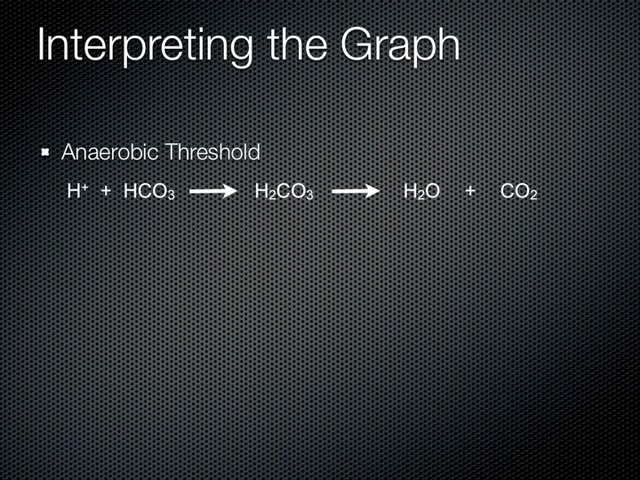 Interpreting the Graph
Anaerobic Threshold
H⁺ + HCO₃ ⟶ H₂CO₃ ⟶ H₂O + CO₂